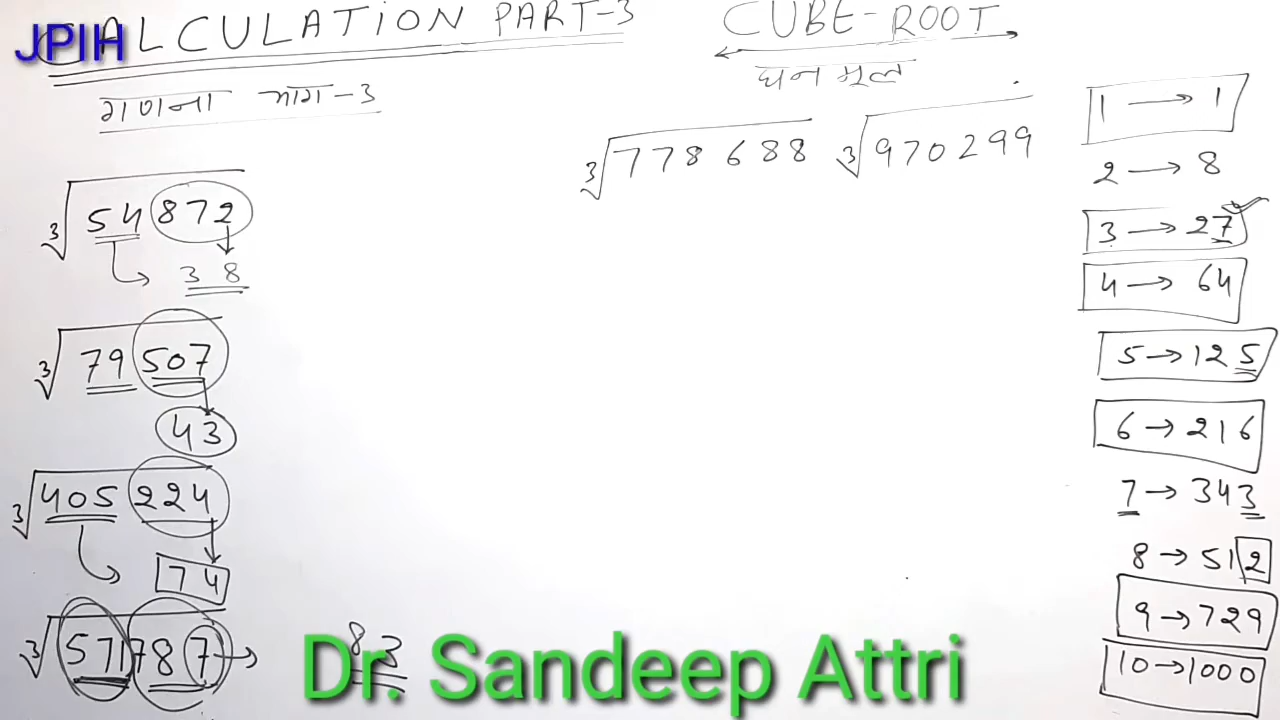 CALCULATION PART-3
JPIH
गणना भाग-3
CUBE-ROOT
घनमूल
∛54872
38
∛79507
43
∛405224
74
∛571787
83
∛778688
∛970299
1 → 1
2 → 8
3 → 27
4 → 64
5 → 125
6 → 216
7 → 343
8 → 512
9 → 729
10 → 1000
Dr. Sandeep Attri